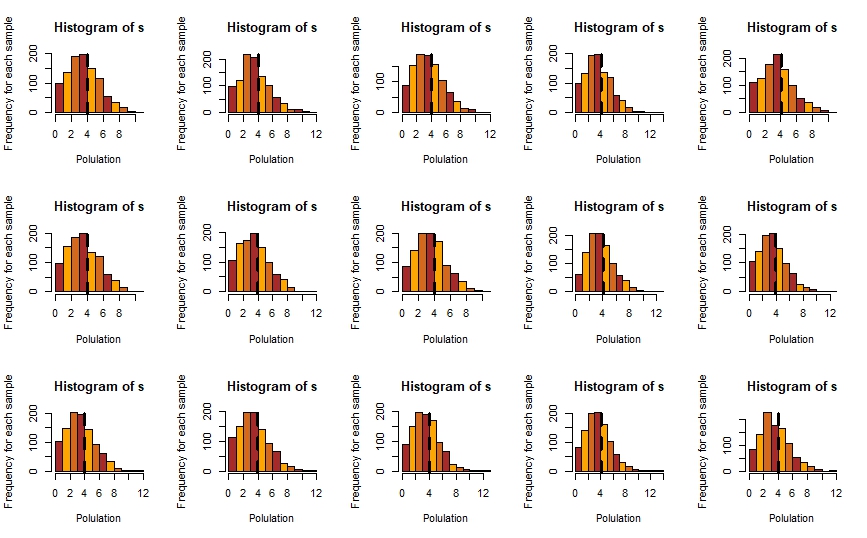 Histogram of s
Frequency for each sample
200
100
0
0 2 4 6 8
Polulation
Histogram of s
Frequency for each sample
200
100
0
0 2 4 6 8 12
Polulation
Histogram of s
Frequency for each sample
100
0
0 2 4 6 8 12
Polulation
Histogram of s
Frequency for each sample
200
100
0
0 4 8 12
Polulation
Histogram of s
Frequency for each sample
200
100
0
0 2 4 6 8
Polulation
Histogram of s
Frequency for each sample
200
100
0
0 2 4 6 8
Polulation
Histogram of s
Frequency for each sample
200
100
0
0 2 4 6 8 12
Polulation
Histogram of s
Frequency for each sample
200
100
0
0 2 4 6 8
Polulation
Histogram of s
Frequency for each sample
200
100
0
0 4 8 12
Polulation
Histogram of s
Frequency for each sample
200
100
0
0 4 8 12
Polulation
Histogram of s
Frequency for each sample
200
100
0
0 2 4 6 8 12
Polulation
Histogram of s
Frequency for each sample
200
100
0
0 2 4 6 8 12
Polulation
Histogram of s
Frequency for each sample
200
100
0
0 4 8 12
Polulation
Histogram of s
Frequency for each sample
200
100
0
0 4 8 12
Polulation
Histogram of s
Frequency for each sample
100
0
0 2 4 6 8 12
Polulation